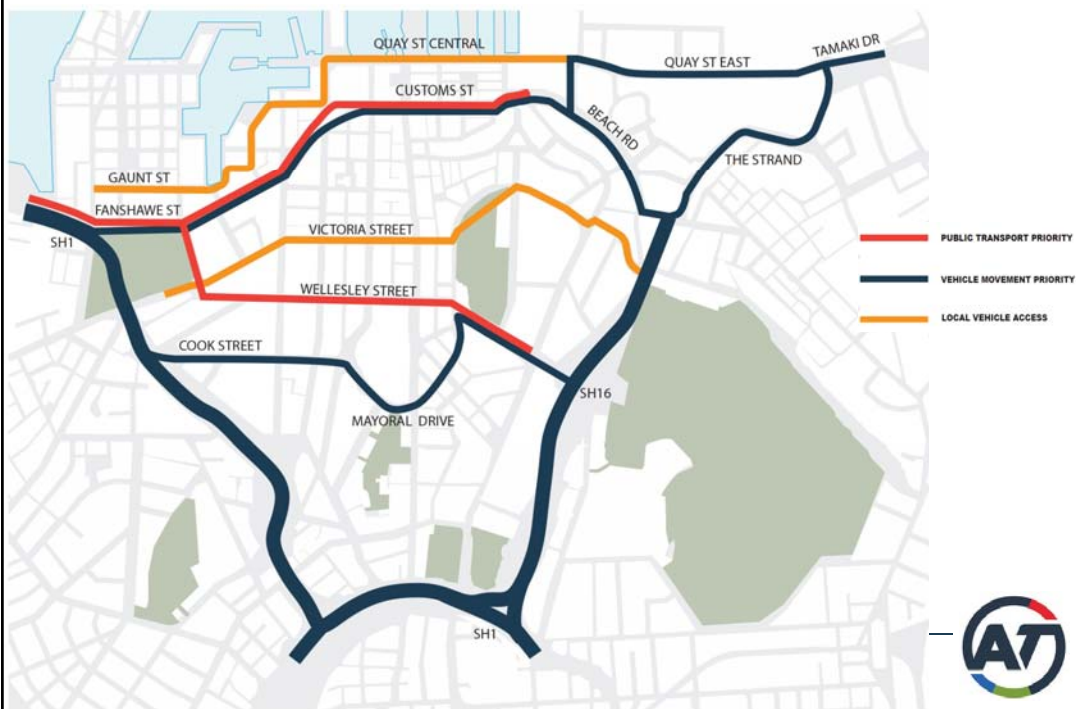 QUAY ST CENTRAL
TAMAKI DR
QUAY ST EAST
CUSTOMS ST
BEACH RD
THE STRAND
GAUNT ST
FANSHAWE ST
SH1
VICTORIA STREET
WELLESLEY STREET
COOK STREET
SH16
MAYORAL DRIVE
SH1
PUBLIC TRANSPORT PRIORITY
VEHICLE MOVEMENT PRIORITY
LOCAL VEHICLE ACCESS
AT